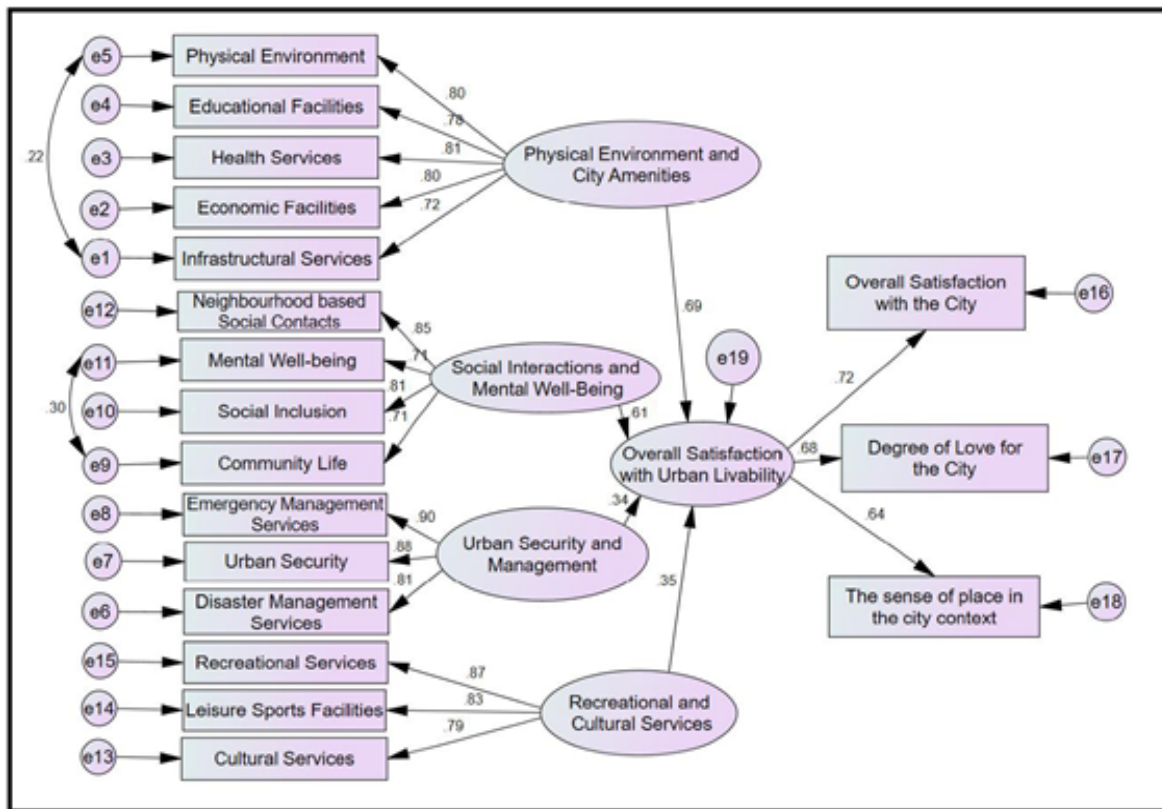 e5
Physical Environment
.80
e4
Educational Facilities
.78
e3
Health Services
.81
Physical Environment and
City Amenities
.22
e2
Economic Facilities
.80
e1
Infrastructural Services
.72
.69
e12
Neighbourhood based
Social Contacts
.85
e11
Mental Well-being
.71
Social Interactions and
Mental Well-Being
.30
e10
Social Inclusion
.81
e9
Community Life
.71
.61
e19
Overall Satisfaction
with Urban Livability
Overall Satisfaction
with the City
e16
.72
Degree of Love for
the City
e17
.68
The sense of place in
the city context
e18
.64
e8
Emergency Management
Services
.90
e7
Urban Security
.88
Urban Security and
Management
.34
e6
Disaster Management
Services
.81
e15
Recreational Services
.87
.35
e14
Leisure Sports Facilities
.83
Recreational and
Cultural Services
e13
Cultural Services
.79